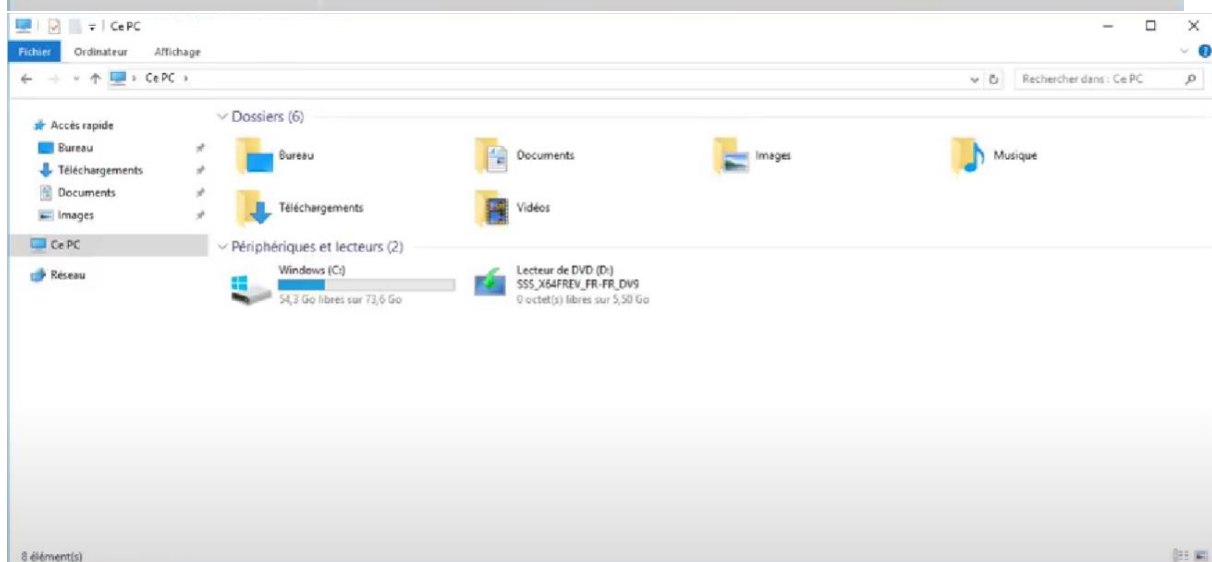 Ce PC
Fichier Ordinateur Affichage
Ce PC
Rechercher dans : Ce PC
Accès rapide
Bureau
Téléchargements
Documents
Images
Ce PC
Réseau
Dossiers (6)
Bureau
Documents
Images
Musique
Téléchargements
Vidéos
Périphériques et lecteurs (2)
Windows (C:)
54,3 Go libres sur 73,6 Go
Lecteur de DVD (D:)
SSS_X64FREV_FR-FR_DV9
0 octet(s) libres sur 5,50 Go
8 élément(s)